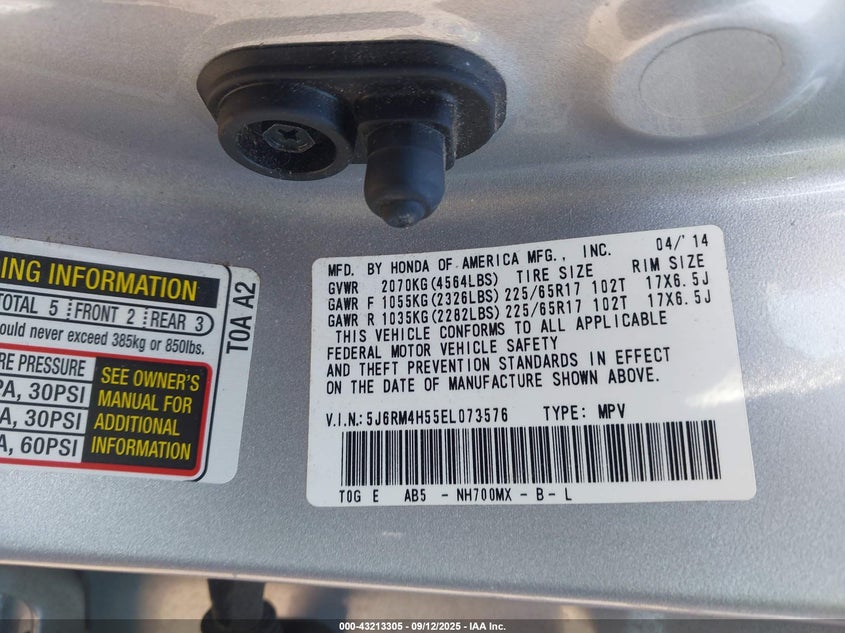 ING INFORMATION
TOTAL 5 FRONT 2 REAR 3
ould never exceed 385kg or 850lbs.
RE PRESSURE
PA, 30PSI
A, 30PSI
A, 60PSI
SEE OWNER'S
MANUAL FOR
ADDITIONAL
INFORMATION
T0A A2
MFD. BY HONDA OF AMERICA MFG., INC. 04/'14
GVWR 2070KG(4564LBS) TIRE SIZE RIM SIZE
GAWR F 1055KG(2326LBS) 225/65R17 102T 17X6.5J
GAWR R 1035KG(2282LBS) 225/65R17 102T 17X6.5J
THIS VEHICLE CONFORMS TO ALL APPLICABLE
FEDERAL MOTOR VEHICLE SAFETY
AND THEFT PREVENTION STANDARDS IN EFFECT
ON THE DATE OF MANUFACTURE SHOWN ABOVE.
V.I.N.: 5J6RM4H55EL073576 TYPE: MPV
T0G E AB5 - NH700MX - B - L
000-43213305 - 09/12/2025 - IAA Inc.